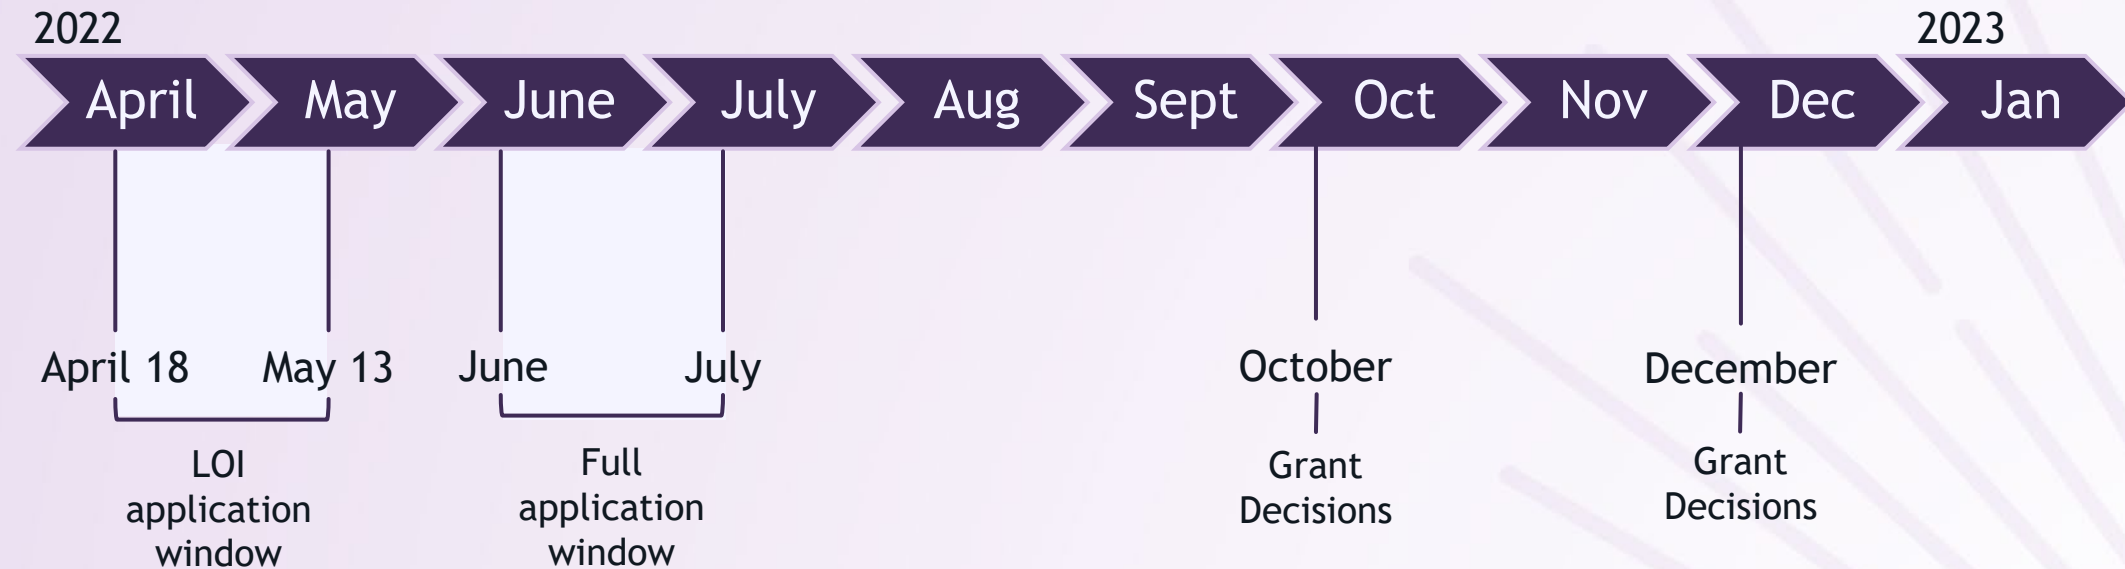 2022
2023
April
May
June
July
Aug
Sept
Oct
Nov
Dec
Jan
April 18
May 13
June
July
October
December
LOI
application
window
Full
application
window
Grant
Decisions
Grant
Decisions